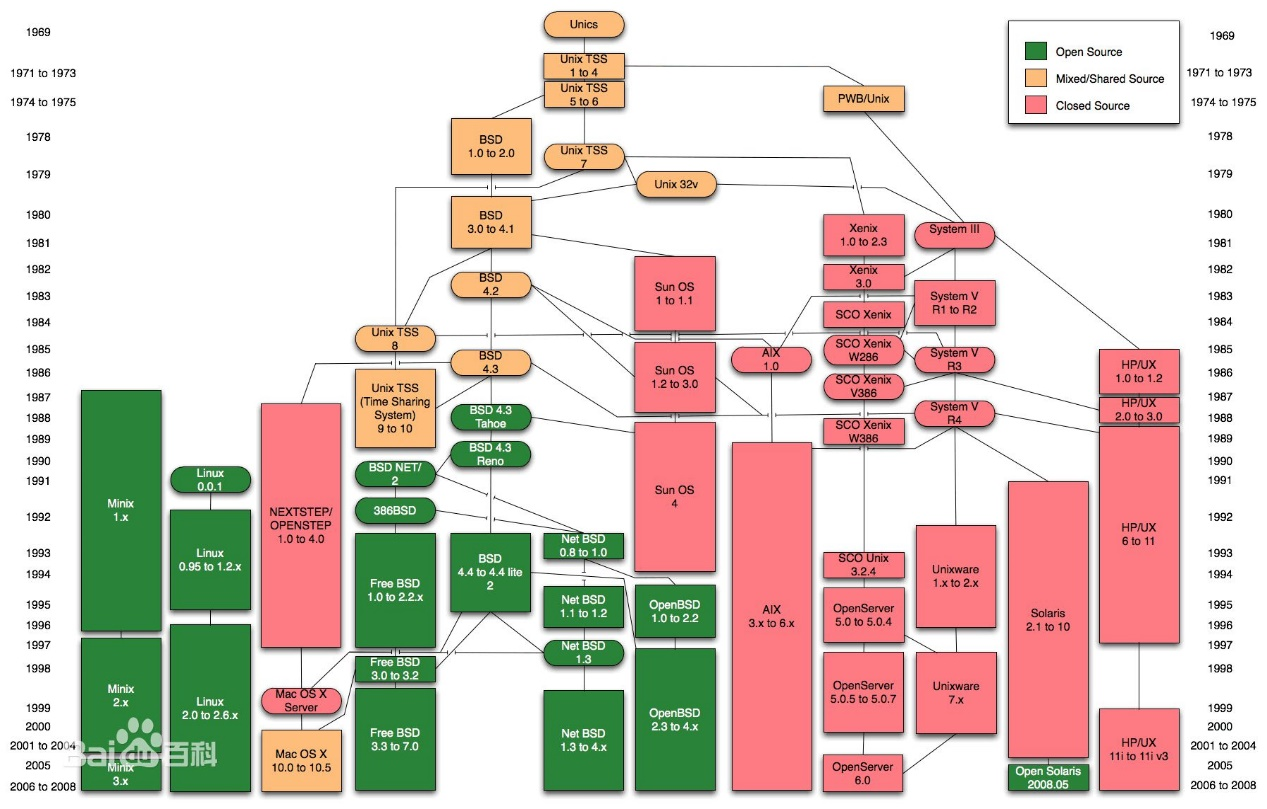 1969
1971 to 1973
1974 to 1975
1978
1979
1980
1981
1982
1983
1984
1985
1986
1987
1988
1989
1990
1991
1992
1993
1994
1995
1996
1997
1998
1999
2000
2001 to 2004
2005
2006 to 2008
Minix
1.x
Minix
2.x
Minix
3.x
Linux
0.0.1
Linux
0.95 to 1.2.x
Linux
2.0 to 2.6.x
NEXTSTEP/
OPENSTEP
1.0 to 4.0
Mac OS X
Server
Mac OS X
10.0 to 10.5
Unix TSS
8
Unix TSS
(Time Sharing
System)
9 to 10
BSD NET/
2
386BSD
Free BSD
1.0 to 2.2.x
Free BSD
3.0 to 3.2
Free BSD
3.3 to 7.0
BSD
1.0 to 2.0
BSD
3.0 to 4.1
BSD
4.2
BSD
4.3
BSD 4.3
Tahoe
BSD 4.3
Reno
BSD
4.4 to 4.4 lite
2
Unics
Unix TSS
1 to 4
Unix TSS
5 to 6
Unix TSS
7
Net BSD
0.8 to 1.0
Net BSD
1.1 to 1.2
Net BSD
1.3
Net BSD
1.3 to 4.x
Unix 32v
Sun OS
1 to 1.1
Sun OS
1.2 to 3.0
Sun OS
4
OpenBSD
1.0 to 2.2
OpenBSD
2.3 to 4.x
AIX
1.0
AIX
3.x to 6.x
PWB/Unix
Xenix
1.0 to 2.3
Xenix
3.0
SCO Xenix
SCO Xenix
W286
SCO Xenix
V386
SCO Xenix
W386
SCO Unix
3.2.4
OpenServer
5.0 to 5.0.4
OpenServer
5.0.5 to 5.0.7
OpenServer
6.0
System III
System V
R1 to R2
System V
R3
System V
R4
Unixware
1.x to 2.x
Unixware
7.x
Solaris
2.1 to 10
Open Solaris
2008.05
HP/UX
1.0 to 1.2
HP/UX
2.0 to 3.0
HP/UX
6 to 11
HP/UX
11i to 11i v3
Open Source
Mixed/Shared Source
Closed Source
1969
1971 to 1973
1974 to 1975
1978
1979
1980
1981
1982
1983
1984
1985
1986
1987
1988
1989
1990
1991
1992
1993
1994
1995
1996
1997
1998
1999
2000
2001 to 2004
2005
2006 to 2008
Baidu百科